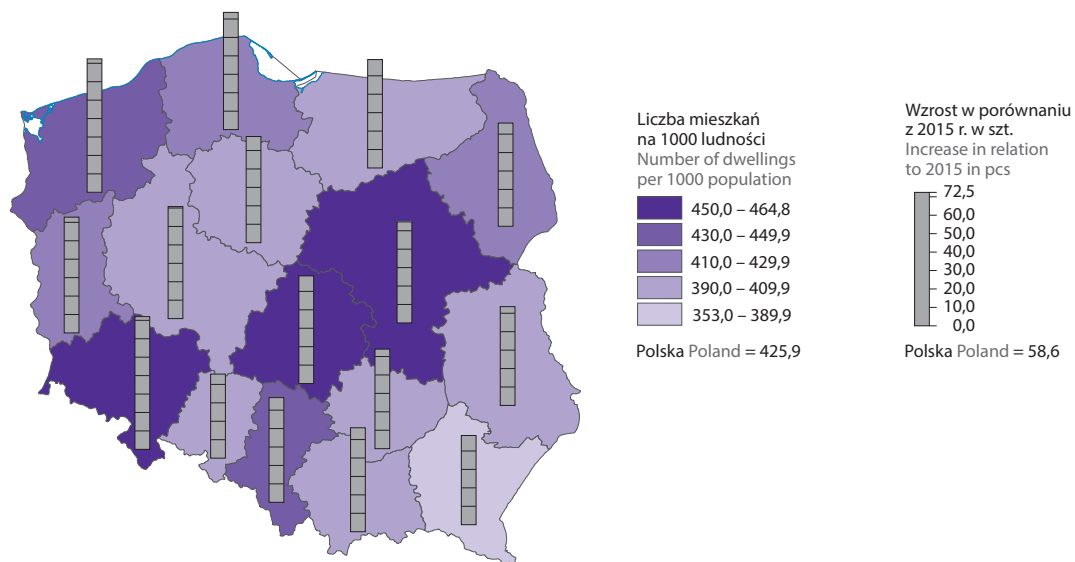 Liczba mieszkań
na 1000 ludności
Number of dwellings
per 1000 population
450,0 – 464,8
430,0 – 449,9
410,0 – 429,9
390,0 – 409,9
353,0 – 389,9
Polska Poland = 425,9
Wzrost w porównaniu
z 2015 r. w szt.
Increase in relation
to 2015 in pcs
72,5
60,0
50,0
40,0
30,0
20,0
10,0
0,0
Polska Poland = 58,6